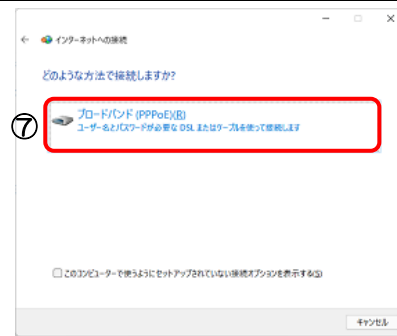 インターネットへの接続
どのような方法で接続しますか?
⑦
ブロードバンド (PPPoE)(R)
ユーザー名とパスワードが必要な DSL またはケーブルを使って接続します
このコンピューターで使うようにセットアップされていない接続オプションを表示する(S)
キャンセル